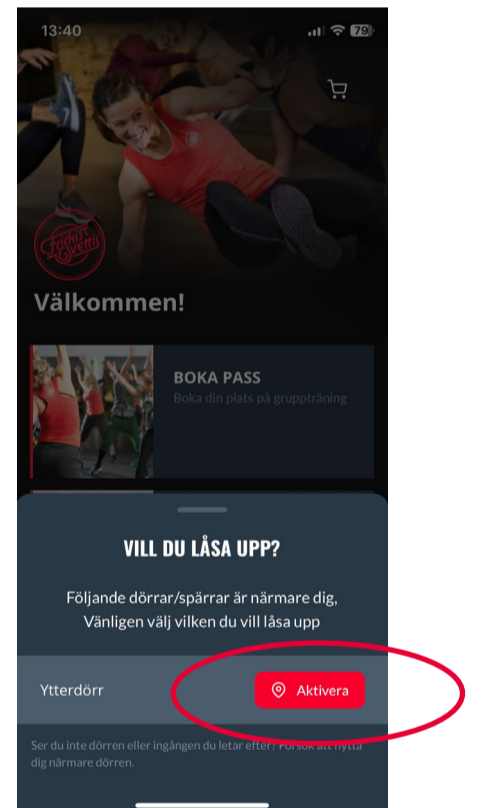 13:40
79
Friskis
Svettis
Välkommen!
BOKA PASS
Boka din plats på gruppträning
VILL DU LÅSA UPP?
Följande dörrar/spärrar är närmare dig,
Vänligen välj vilken du vill låsa upp
Ytterdörr
Aktivera
Ser du inte dörren eller ingången du letar efter? Försök att flytta
dig närmare dörren.